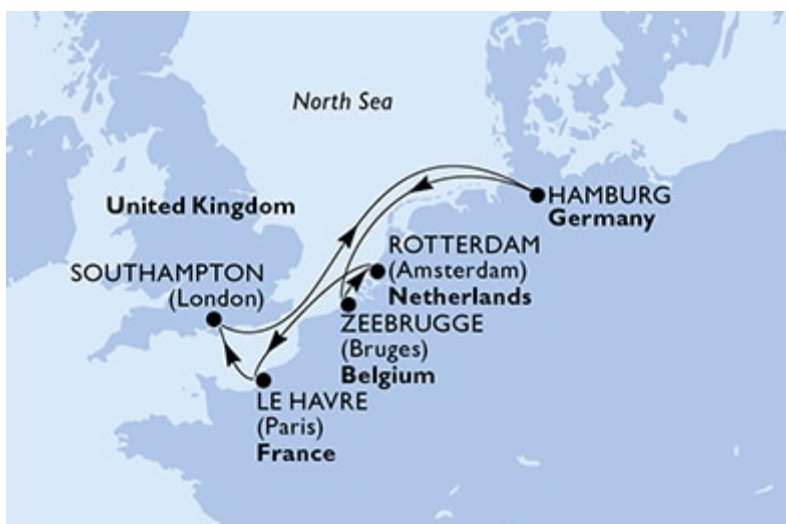 North Sea
United Kingdom
HAMBURG
Germany
ROTTERDAM
(Amsterdam)
Netherlands
SOUTHAMPTON
(London)
ZEEBRUGGE
(Bruges)
Belgium
LE HAVRE
(Paris)
France